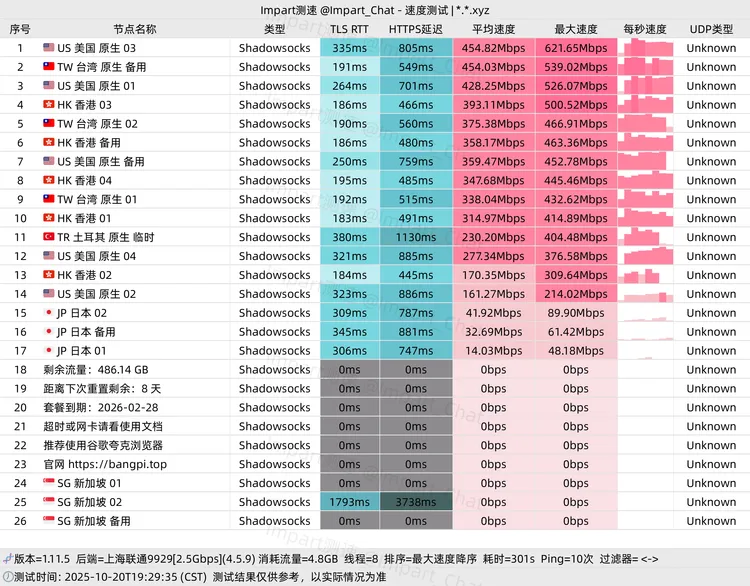 Impart测速 @Impart_Chat - 速度测试|*.*.xyz
序号 节点名称 类型 TLS RTT HTTPS延迟 平均速度 最大速度 每秒速度 UDP类型
1 US 美国 原生 03 Shadowsocks 335ms 805ms 454.82Mbps 621.65Mbps Unknown
2 TW 台湾 原生 备用 Shadowsocks 191ms 549ms 454.03Mbps 539.02Mbps Unknown
3 US 美国 原生 01 Shadowsocks 264ms 701ms 428.25Mbps 526.07Mbps Unknown
4 HK 香港 03 Shadowsocks 186ms 466ms 393.11Mbps 500.52Mbps Unknown
5 TW 台湾 原生 02 Shadowsocks 190ms 560ms 375.38Mbps 466.91Mbps Unknown
6 HK 香港 备用 Shadowsocks 186ms 480ms 358.17Mbps 463.36Mbps Unknown
7 US 美国 原生 备用 Shadowsocks 250ms 759ms 359.47Mbps 452.78Mbps Unknown
8 HK 香港 04 Shadowsocks 195ms 485ms 347.68Mbps 445.46Mbps Unknown
9 TW 台湾 原生 01 Shadowsocks 192ms 515ms 338.04Mbps 432.62Mbps Unknown
10 HK 香港 01 Shadowsocks 183ms 491ms 314.97Mbps 414.89Mbps Unknown
11 TR 土耳其 原生 临时 Shadowsocks 380ms 1130ms 230.20Mbps 404.48Mbps Unknown
12 US 美国 原生 04 Shadowsocks 321ms 885ms 277.34Mbps 376.58Mbps Unknown
13 HK 香港 02 Shadowsocks 184ms 445ms 170.35Mbps 309.64Mbps Unknown
14 US 美国 原生 02 Shadowsocks 323ms 886ms 161.27Mbps 214.02Mbps Unknown
15 JP 日本 02 Shadowsocks 309ms 787ms 41.92Mbps 89.90Mbps Unknown
16 JP 日本 备用 Shadowsocks 345ms 881ms 32.69Mbps 61.42Mbps Unknown
17 JP 日本 01 Shadowsocks 306ms 747ms 14.03Mbps 48.18Mbps Unknown
18 剩余流量：486.14 GB Shadowsocks 0ms 0ms 0bps 0bps Unknown
19 距离下次重置剩余：8 天 Shadowsocks 0ms 0ms 0bps 0bps Unknown
20 套餐到期：2026-02-28 Shadowsocks 0ms 0ms 0bps 0bps Unknown
21 超时或网卡请看使用文档 Shadowsocks 0ms 0ms 0bps 0bps Unknown
22 推荐使用谷歌夸克浏览器 Shadowsocks 0ms 0ms 0bps 0bps Unknown
23 官网 https://bangpi.top Shadowsocks 0ms 0ms 0bps 0bps Unknown
24 SG 新加坡 01 Shadowsocks 0ms 0ms 0bps 0bps Unknown
25 SG 新加坡 02 Shadowsocks 1793ms 3738ms 0bps 0bps Unknown
26 SG 新加坡 备用 Shadowsocks 0ms 0ms 0bps 0bps Unknown
版本=1.11.5 后端=上海联通9929[2.5Gbps](4.5.9) 消耗流量=4.8GB 线程=8 排序=最大速度降序 耗时=301s Ping=10次 过滤器= <->
测试时间: 2025-10-20T19:29:35 (CST) 测试结果仅供参考，以实际情况为准